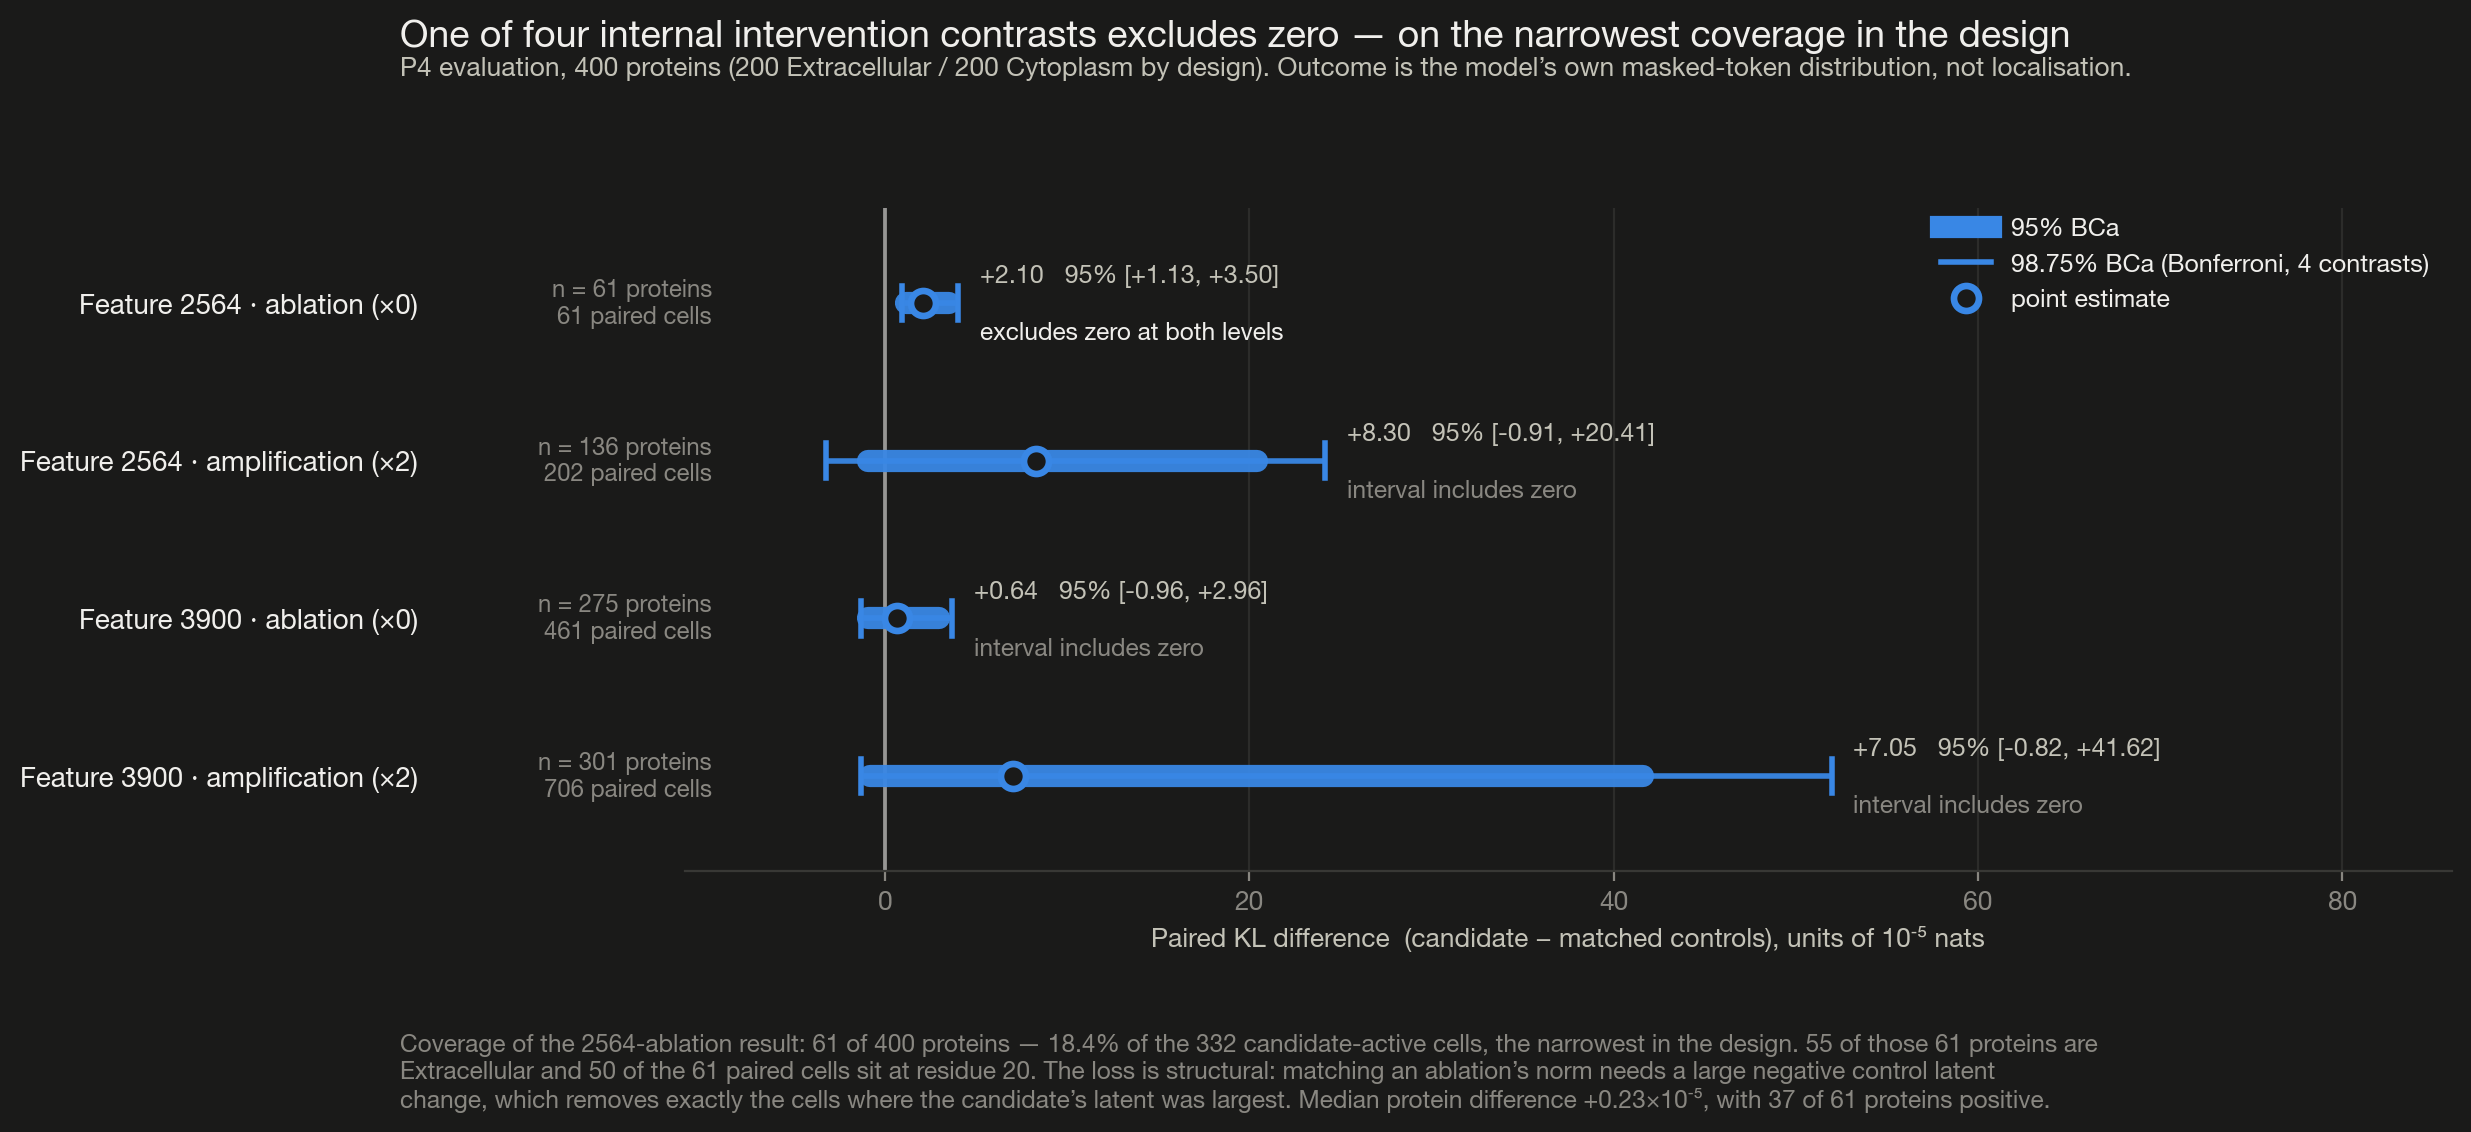 One of four internal intervention contrasts excludes zero — on the narrowest coverage in the design
P4 evaluation, 400 proteins (200 Extracellular / 200 Cytoplasm by design). Outcome is the model’s own masked-token distribution, not localisation.
95% BCa
98.75% BCa (Bonferroni, 4 contrasts)
point estimate
Feature 2564 · ablation (×0)
n = 61 proteins
61 paired cells
+2.10 95% [+1.13, +3.50]
excludes zero at both levels
Feature 2564 · amplification (×2)
n = 136 proteins
202 paired cells
+8.30 95% [-0.91, +20.41]
interval includes zero
Feature 3900 · ablation (×0)
n = 275 proteins
461 paired cells
+0.64 95% [-0.96, +2.96]
interval includes zero
Feature 3900 · amplification (×2)
n = 301 proteins
706 paired cells
+7.05 95% [-0.82, +41.62]
interval includes zero
0 20 40 60 80
Paired KL difference (candidate – matched controls), units of 10⁻⁵ nats
Coverage of the 2564-ablation result: 61 of 400 proteins — 18.4% of the 332 candidate-active cells, the narrowest in the design. 55 of those 61 proteins are
Extracellular and 50 of the 61 paired cells sit at residue 20. The loss is structural: matching an ablation’s norm needs a large negative control latent
change, which removes exactly the cells where the candidate’s latent was largest. Median protein difference +0.23×10⁻⁵, with 37 of 61 proteins positive.